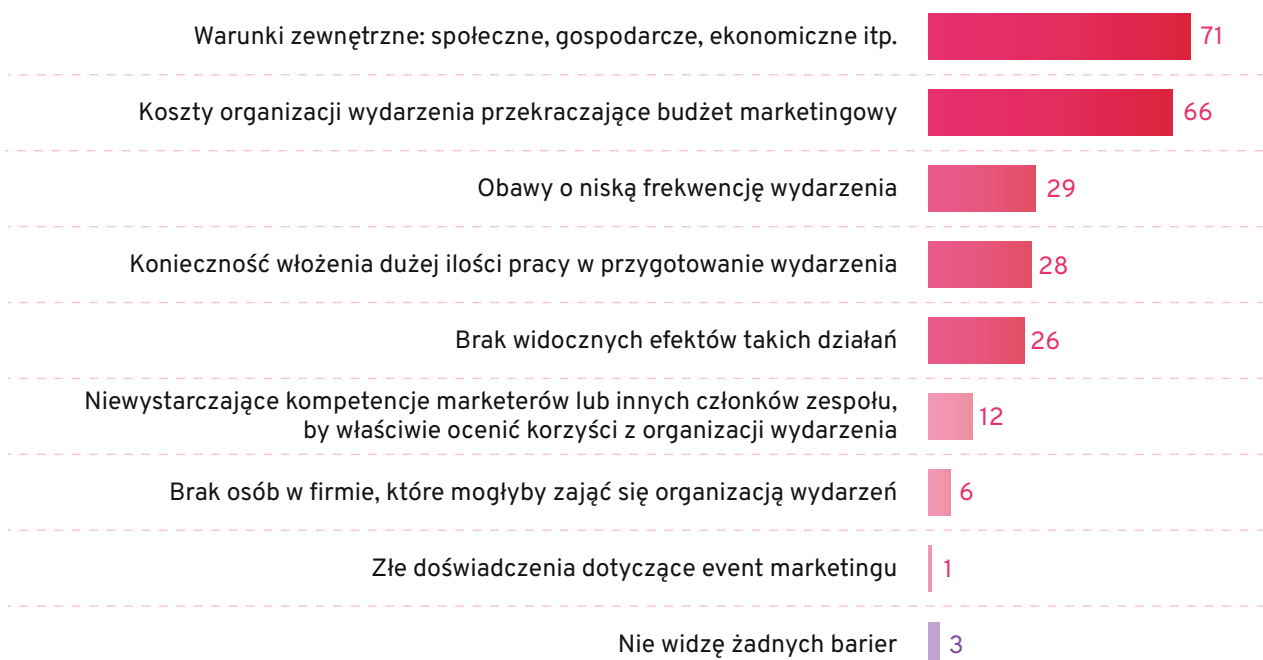 Warunki zewnętrzne: społeczne, gospodarcze, ekonomiczne itp. 71
Koszty organizacji wydarzenia przekraczające budżet marketingowy 66
Obawy o niską frekwencję wydarzenia 29
Konieczność włożenia dużej ilości pracy w przygotowanie wydarzenia 28
Brak widocznych efektów takich działań 26
Niewystarczające kompetencje marketerów lub innych członków zespołu,
by właściwie ocenić korzyści z organizacji wydarzenia 12
Brak osób w firmie, które mogłyby zająć się organizacją wydarzeń 6
Złe doświadczenia dotyczące event marketingu 1
Nie widzę żadnych barier 3